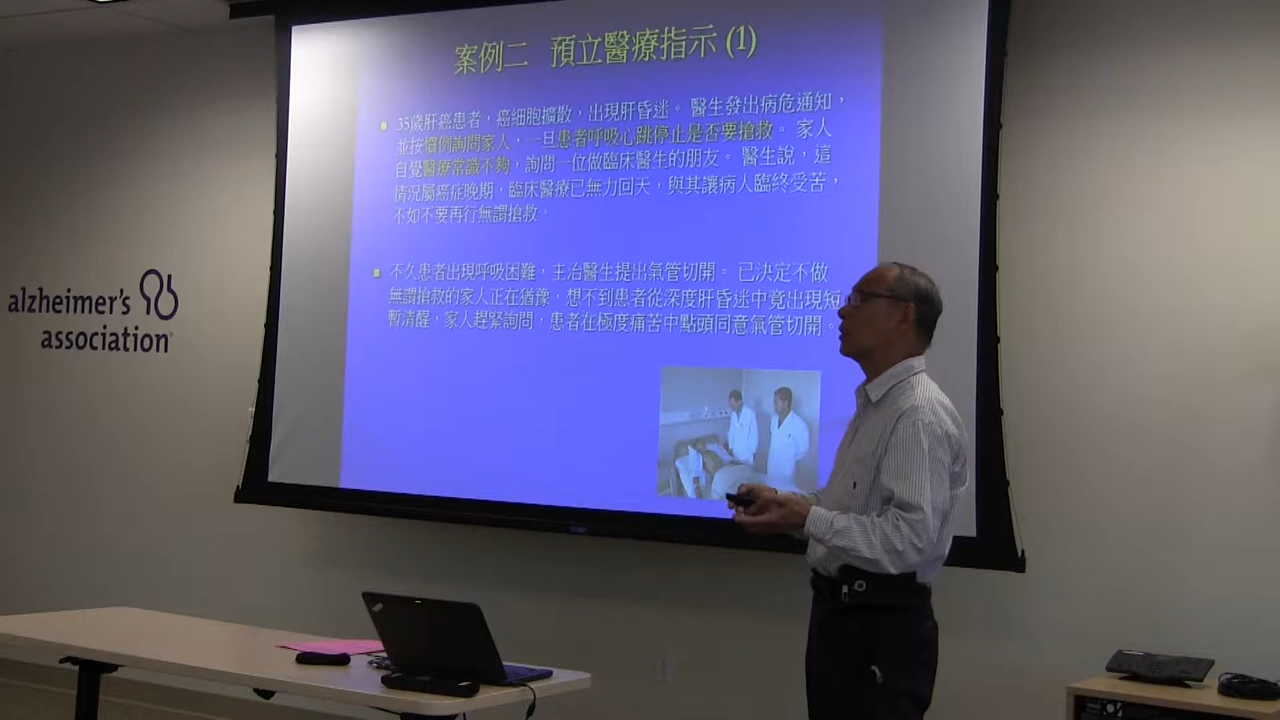 案例二 預立醫療指示 (1)
35歲肝癌患者，癌細胞擴散，出現肝昏迷。 醫生發出病危通知，
並按慣例詢問家人，一旦患者呼吸心跳停止是否要搶救。 家人
自覺醫療常識不夠，詢問一位做臨床醫生的朋友。 醫生說，這
情況屬癌症晚期，臨床醫療已無力回天，與其讓病人臨終受苦，
不如不要再行無謂搶救。
不久患者出現呼吸困難，主治醫生提出氣管切開。 已決定不做
無謂搶救的家人正在猶豫，想不到患者從深度肝昏迷中竟出現短
暫清醒，家人趕緊詢問，患者在極度痛苦中點頭同意氣管切開。
alzheimer's
association